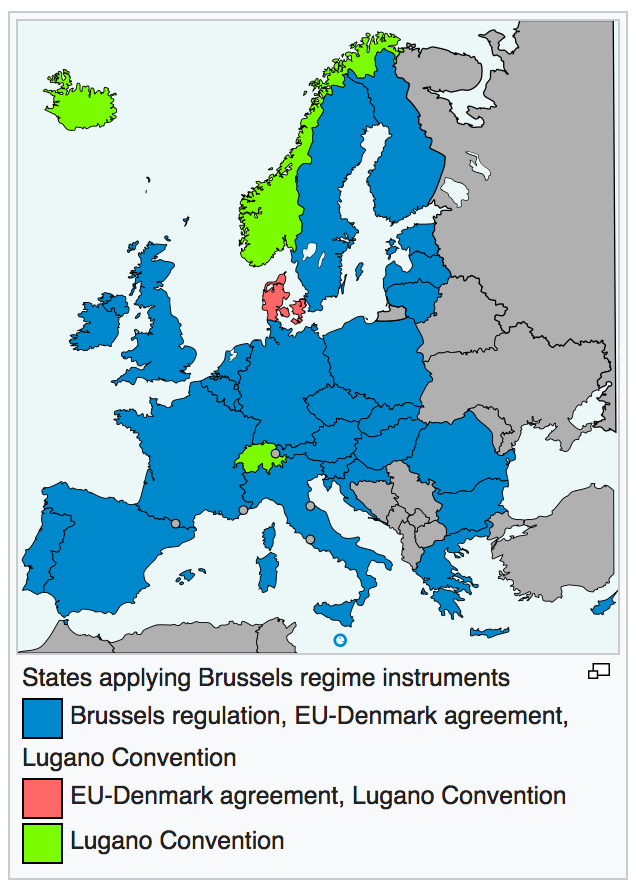 States applying Brussels regime instruments
Brussels regulation, EU-Denmark agreement,
Lugano Convention
EU-Denmark agreement, Lugano Convention
Lugano Convention